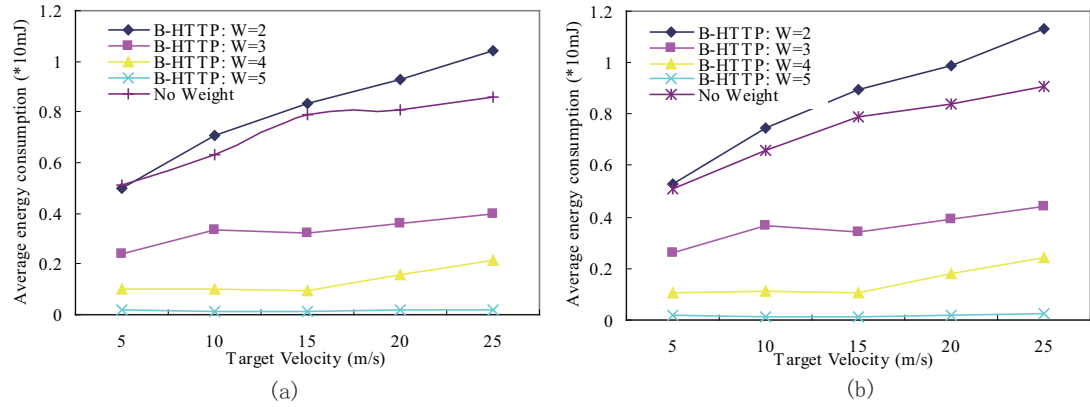 1.2
1
0.8
0.6
0.4
0.2
0
Average energy consumption (*10mJ)
B-HTTP: W=2
B-HTTP: W=3
B-HTTP: W=4
B-HTTP: W=5
No Weight
5 10 15 20 25
Target Velocity (m/s)
(a)
1.2
1
0.8
0.6
0.4
0.2
0
Average energy consumption (*10mJ)
B-HTTP: W=2
B-HTTP: W=3
B-HTTP: W=4
B-HTTP: W=5
No Weight
5 10 15 20 25
Target Velocity (m/s)
(b)